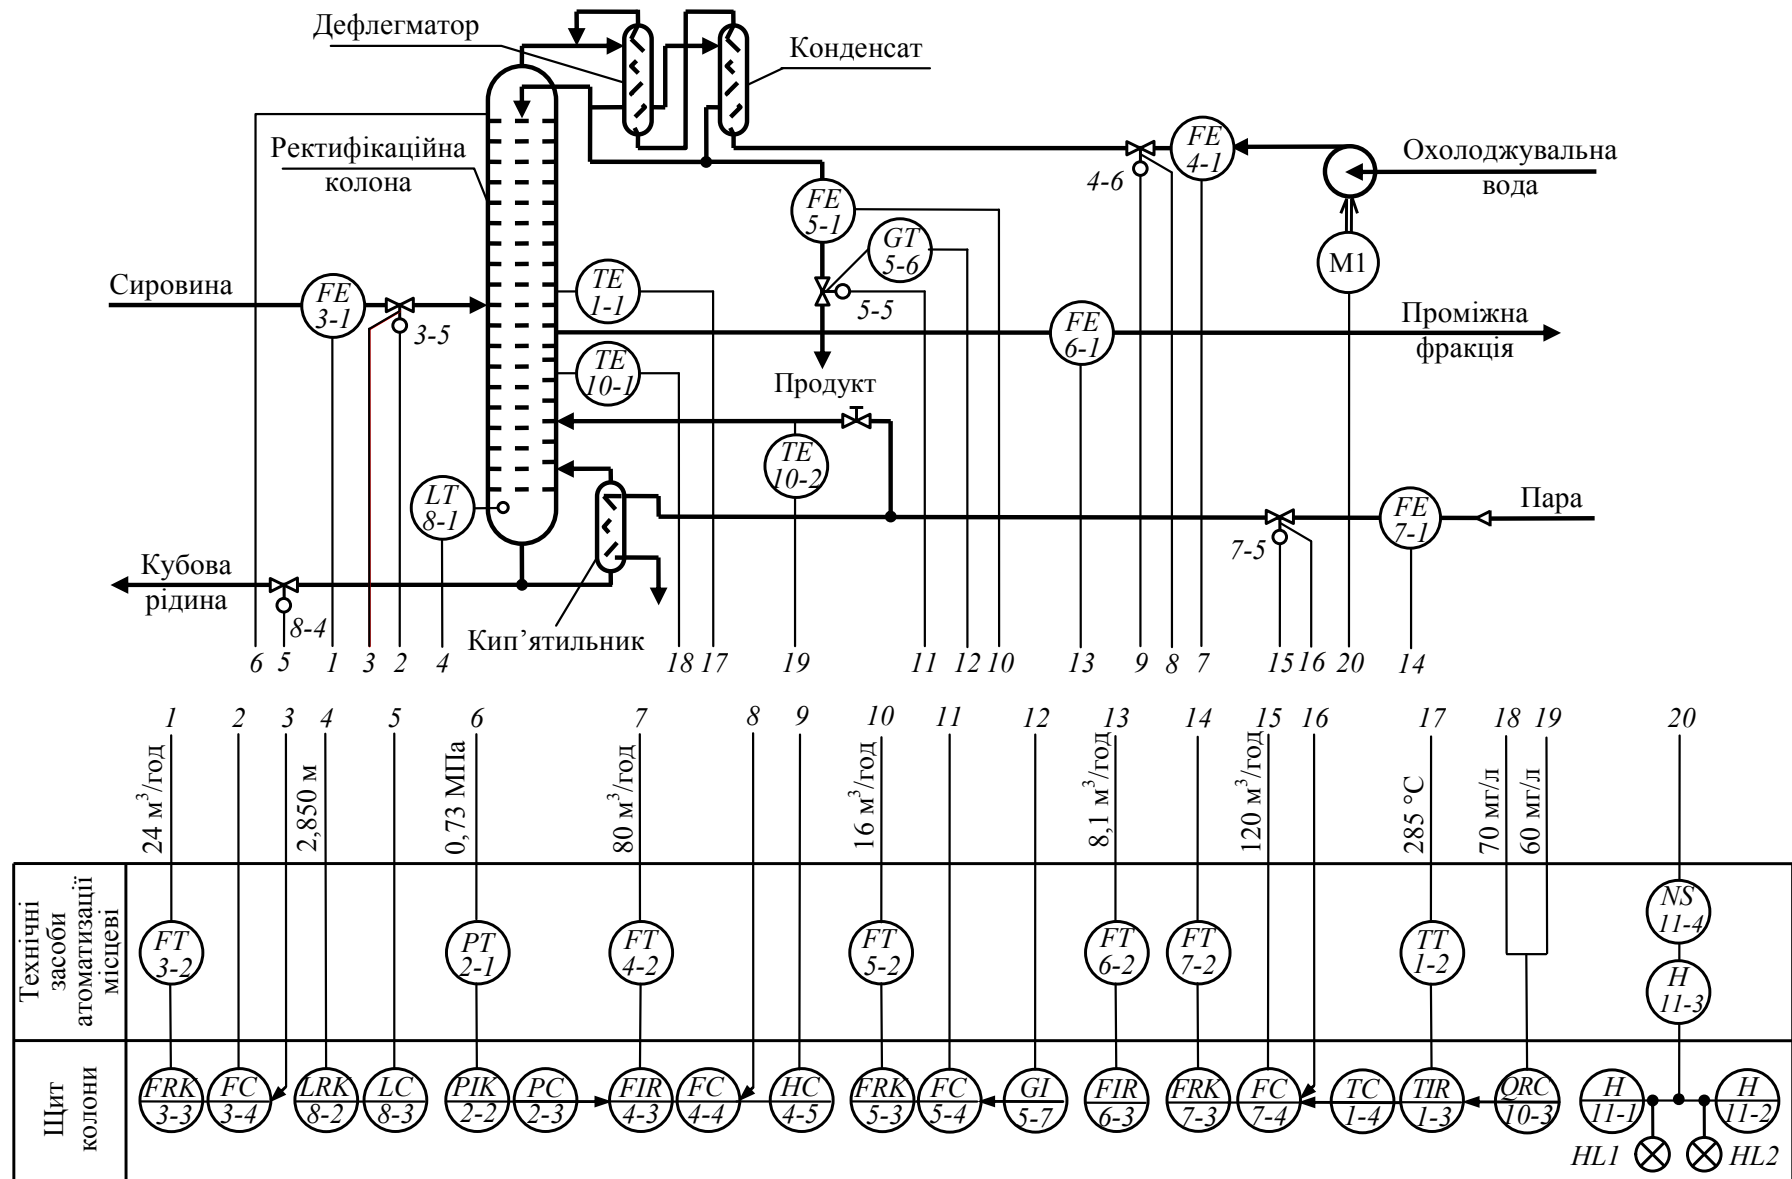 Дефлегматор
Конденсат
Ректифікаційна
колона
FE
4-1
4-6
Охолоджувальна
вода
FE
5-1
GT
5-6
M1
Сировина
FE
3-1
3-5
TE
1-1
5-5
FE
6-1
Проміжна
фракція
TE
10-1
Продукт
TE
10-2
LT
8-1
Пара
FE
7-1
7-5
Кубова
рідина
8-4
Кип’ятильник
6 5 1 3 2 4 18 17 19 11 12 10 13 9 8 7 15 16 20 14
1 2 3 4 5 6 7 8 9 10 11 12 13 14 15 16 17 18 19 20
24 м³/год
2,850 м
0,73 МПа
80 м³/год
16 м³/год
8,1 м³/год
120 м³/год
285 °С
70 мг/л
60 мг/л
Технічні
засоби
атоматизації
місцеві
FT
3-2
PT
2-1
FT
4-2
FT
5-2
FT
6-2
FT
7-2
TT
1-2
NS
11-4
H
11-3
Щит
колони
FRK
3-3
FC
3-4
LRK
8-2
LC
8-3
PIK
2-2
PC
2-3
FIR
4-3
FC
4-4
HC
4-5
FRK
5-3
FC
5-4
GI
5-7
FIR
6-3
FRK
7-3
FC
7-4
TC
1-4
TIR
1-3
QRC
10-3
H
11-1
H
11-2
HL1
HL2